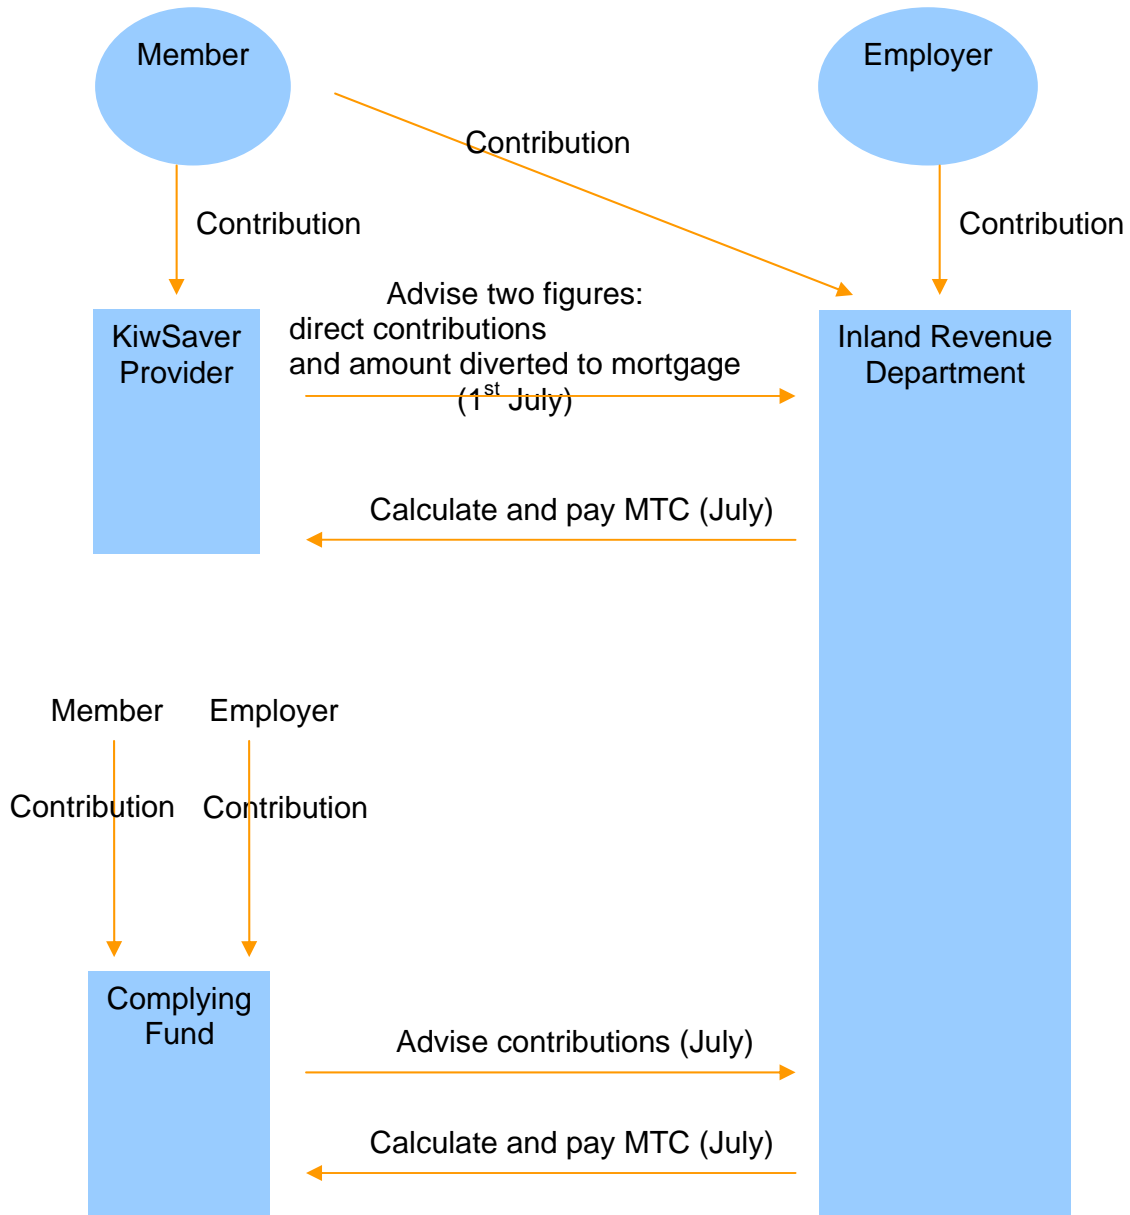 Member
Employer
Contribution
Contribution
Contribution
Advise two figures:
direct contributions
and amount diverted to mortgage
(1st July)
KiwSaver
Provider
Inland Revenue
Department
Calculate and pay MTC (July)
Member
Employer
Contribution
Contribution
Complying
Fund
Advise contributions (July)
Calculate and pay MTC (July)